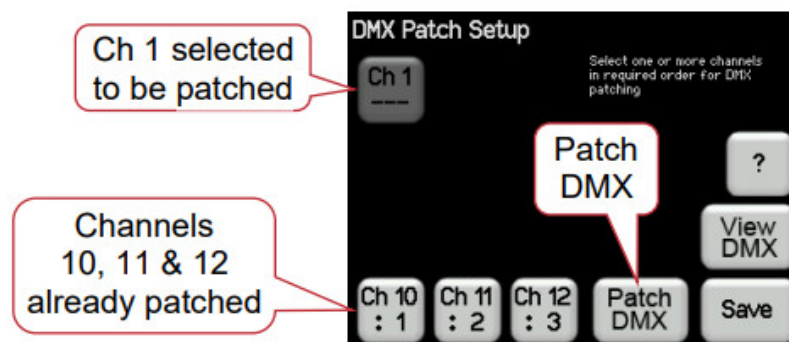 Ch 1 selected
to be patched
DMX Patch Setup
Ch 1
---
Select one or more channels
in required order for DMX
patching
Patch
DMX
?
View
DMX
Channels
10, 11 & 12
already patched
Ch 10
: 1
Ch 11
: 2
Ch 12
: 3
Patch
DMX
Save